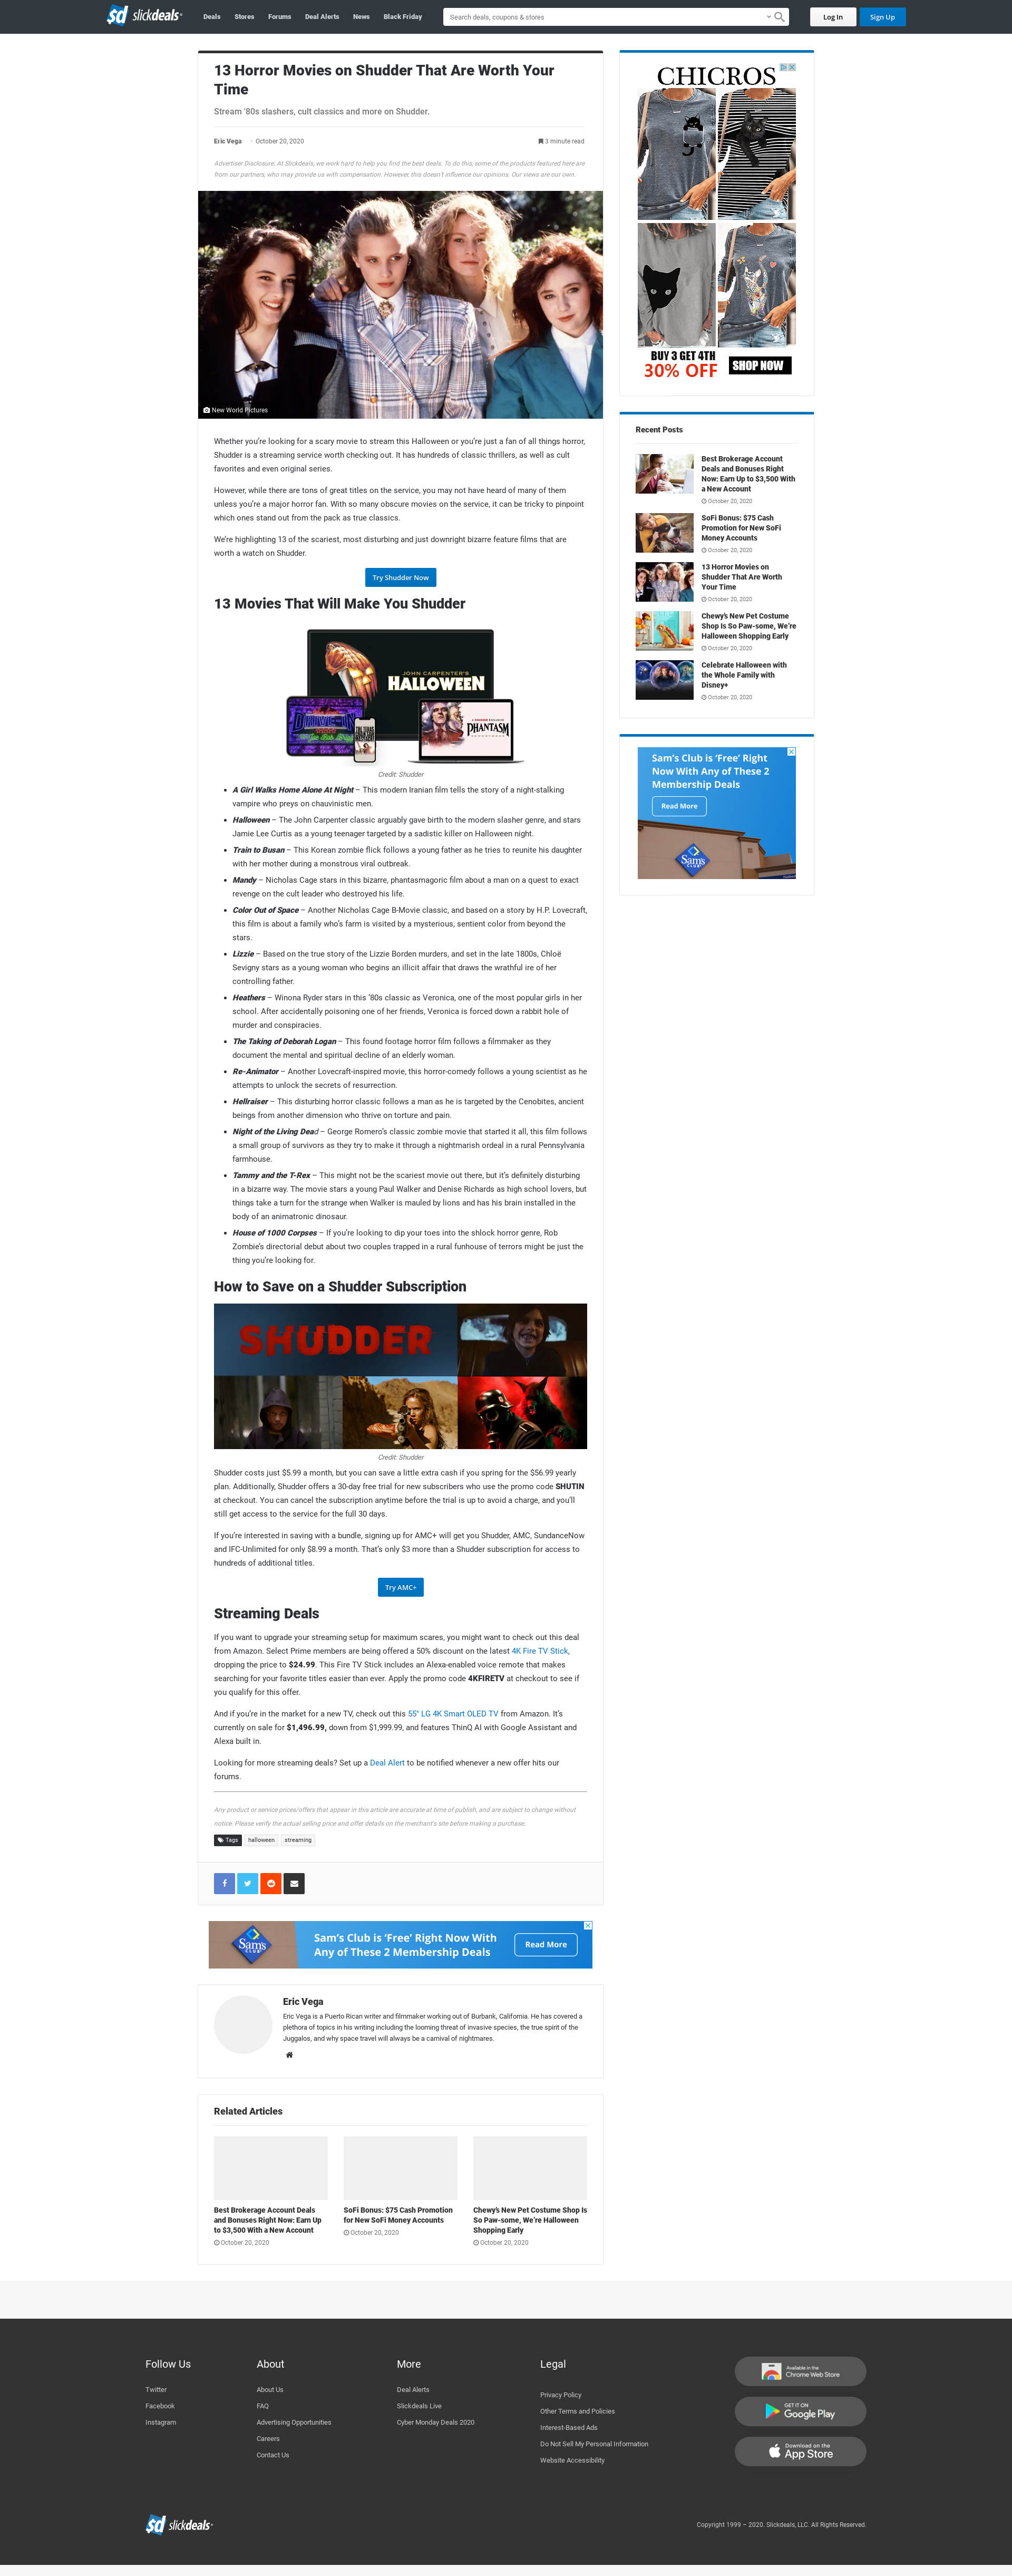 slickdeals
Deals
Stores
Forums
Deal Alerts
News
Black Friday
Search deals, coupons & stores
Log In
Sign Up
13 Horror Movies on Shudder That Are Worth Your
Time
Stream '80s slashers, cult classics and more on Shudder.
Eric Vega
October 20, 2020
3 minute read
Advertiser Disclosure: At Slickdeals, we work hard to help you find the best deals. To do this, some of the products featured here are
from our partners, who may provide us with compensation. However, this doesn't influence our opinions. Our views are our own.
New World Pictures
Whether you're looking for a scary movie to stream this Halloween or you're just a fan of all things horror,
Shudder is a streaming service worth checking out. It has hundreds of classic thrillers, as well as cult
favorites and even original series.
However, while there are tons of great titles on the service, you may not have heard of many of them
unless you're a major horror fan. With so many obscure movies on the service, it can be tricky to pinpoint
which ones stand out from the pack as true classics.
We're highlighting 13 of the scariest, most disturbing and just downright bizarre feature films that are
worth a watch on Shudder.
Try Shudder Now
13 Movies That Will Make You Shudder
JOHN CARPENTER'S
HALLOWEEN
PHANTASM
Credit: Shudder
A Girl Walks Home Alone At Night – This modern Iranian film tells the story of a night-stalking
vampire who preys on chauvinistic men.
Halloween – The John Carpenter classic arguably gave birth to the modern slasher genre, and stars
Jamie Lee Curtis as a young teenager targeted by a sadistic killer on Halloween night.
Train to Busan – This Korean zombie flick follows a young father as he tries to reunite his daughter
with her mother during a monstrous viral outbreak.
Mandy – Nicholas Cage stars in this bizarre, phantasmagoric film about a man on a quest to exact
revenge on the cult leader who destroyed his life.
Color Out of Space – Another Nicholas Cage B-Movie classic, and based on a story by H.P. Lovecraft,
this film is about a family who's farm is visited by a mysterious, sentient color from beyond the
stars.
Lizzie – Based on the true story of the Lizzie Borden murders, and set in the late 1800s, Chloë
Sevigny stars as a young woman who begins an illicit affair that draws the wrathful ire of her
controlling father.
Heathers – Winona Ryder stars in this '80s classic as Veronica, one of the most popular girls in her
school. After accidentally poisoning one of her friends, Veronica is forced down a rabbit hole of
murder and conspiracies.
The Taking of Deborah Logan – This found footage horror film follows a filmmaker as they
document the mental and spiritual decline of an elderly woman.
Re-Animator – Another Lovecraft-inspired movie, this horror-comedy follows a young scientist as he
attempts to unlock the secrets of resurrection.
Hellraiser – This disturbing horror classic follows a man as he is targeted by the Cenobites, ancient
beings from another dimension who thrive on torture and pain.
Night of the Living Dead – George Romero's classic zombie movie that started it all, this film follows
a small group of survivors as they try to make it through a nightmarish ordeal in a rural Pennsylvania
farmhouse.
Tammy and the T-Rex – This might not be the scariest movie out there, but it's definitely disturbing
in a bizarre way. The movie stars a young Paul Walker and Denise Richards as high school lovers, but
things take a turn for the strange when Walker is mauled by lions and has his brain installed in the
body of an animatronic dinosaur.
House of 1000 Corpses – If you're looking to dip your toes into the shlock horror genre, Rob
Zombie's directorial debut about two couples trapped in a rural funhouse of terrors might be just the
thing you're looking for.
How to Save on a Shudder Subscription
SHUDDER
Credit: Shudder
Shudder costs just $5.99 a month, but you can save a little extra cash if you spring for the $56.99 yearly
plan. Additionally, Shudder offers a 30-day free trial for new subscribers who use the promo code SHUTIN
at checkout. You can cancel the subscription anytime before the trial is up to avoid a charge, and you'll
still get access to the service for the full 30 days.
If you're interested in saving with a bundle, signing up for AMC+ will get you Shudder, AMC, SundanceNow
and IFC-Unlimited for only $8.99 a month. That's only $3 more than a Shudder subscription for access to
hundreds of additional titles.
Try AMC+
Streaming Deals
If you want to upgrade your streaming setup for maximum scares, you might want to check out this deal
from Amazon. Select Prime members are being offered a 50% discount on the latest 4K Fire TV Stick,
dropping the price to $24.99. This Fire TV Stick includes an Alexa-enabled voice remote that makes
searching for your favorite titles easier than ever. Apply the promo code 4KFIRETV at checkout to see if
you qualify for this offer.
And if you're in the market for a new TV, check out this 55" LG 4K Smart OLED TV from Amazon. It's
currently on sale for $1,496.99, down from $1,999.99, and features ThinQ AI with Google Assistant and
Alexa built in.
Looking for more streaming deals? Set up a Deal Alert to be notified whenever a new offer hits our
forums.
Any product or service prices/offers that appear in this article are accurate at time of publish, and are subject to change without
notice. Please verify the actual selling price and offer details on the merchant's site before making a purchase.
Tags
halloween
streaming
Sam's Club
Sam's Club is 'Free' Right Now With
Any of These 2 Membership Deals
Read More
Eric Vega
Eric Vega is a Puerto Rican writer and filmmaker working out of Burbank, California. He has covered a
plethora of topics in his writing including the looming threat of invasive species, the true spirit of the
Juggalos, and why space travel will always be a carnival of nightmares.
Related Articles
Best Brokerage Account Deals
and Bonuses Right Now: Earn Up
to $3,500 With a New Account
October 20, 2020
SoFi Bonus: $75 Cash Promotion
for New SoFi Money Accounts
October 20, 2020
Chewy's New Pet Costume Shop Is
So Paw-some, We're Halloween
Shopping Early
October 20, 2020
CHICROS
BUY 3 GET 4TH
30% OFF
SHOP NOW
Recent Posts
Best Brokerage Account
Deals and Bonuses Right
Now: Earn Up to $3,500 With
a New Account
October 20, 2020
SoFi Bonus: $75 Cash
Promotion for New SoFi
Money Accounts
October 20, 2020
13 Horror Movies on
Shudder That Are Worth
Your Time
October 20, 2020
Chewy's New Pet Costume
Shop Is So Paw-some, We're
Halloween Shopping Early
October 20, 2020
Celebrate Halloween with
the Whole Family with
Disney+
October 20, 2020
Sam's Club is 'Free' Right
Now With Any of These 2
Membership Deals
Read More
Sam's Club
Follow Us
Twitter
Facebook
Instagram
About
About Us
FAQ
Advertising Opportunities
Careers
Contact Us
More
Deal Alerts
Slickdeals Live
Cyber Monday Deals 2020
Legal
Privacy Policy
Other Terms and Policies
Interest-Based Ads
Do Not Sell My Personal Information
Website Accessibility
Available in the
Chrome Web Store
GET IT ON
Google Play
Download on the
App Store
slickdeals
Copyright 1999 – 2020. Slickdeals, LLC. All Rights Reserved.